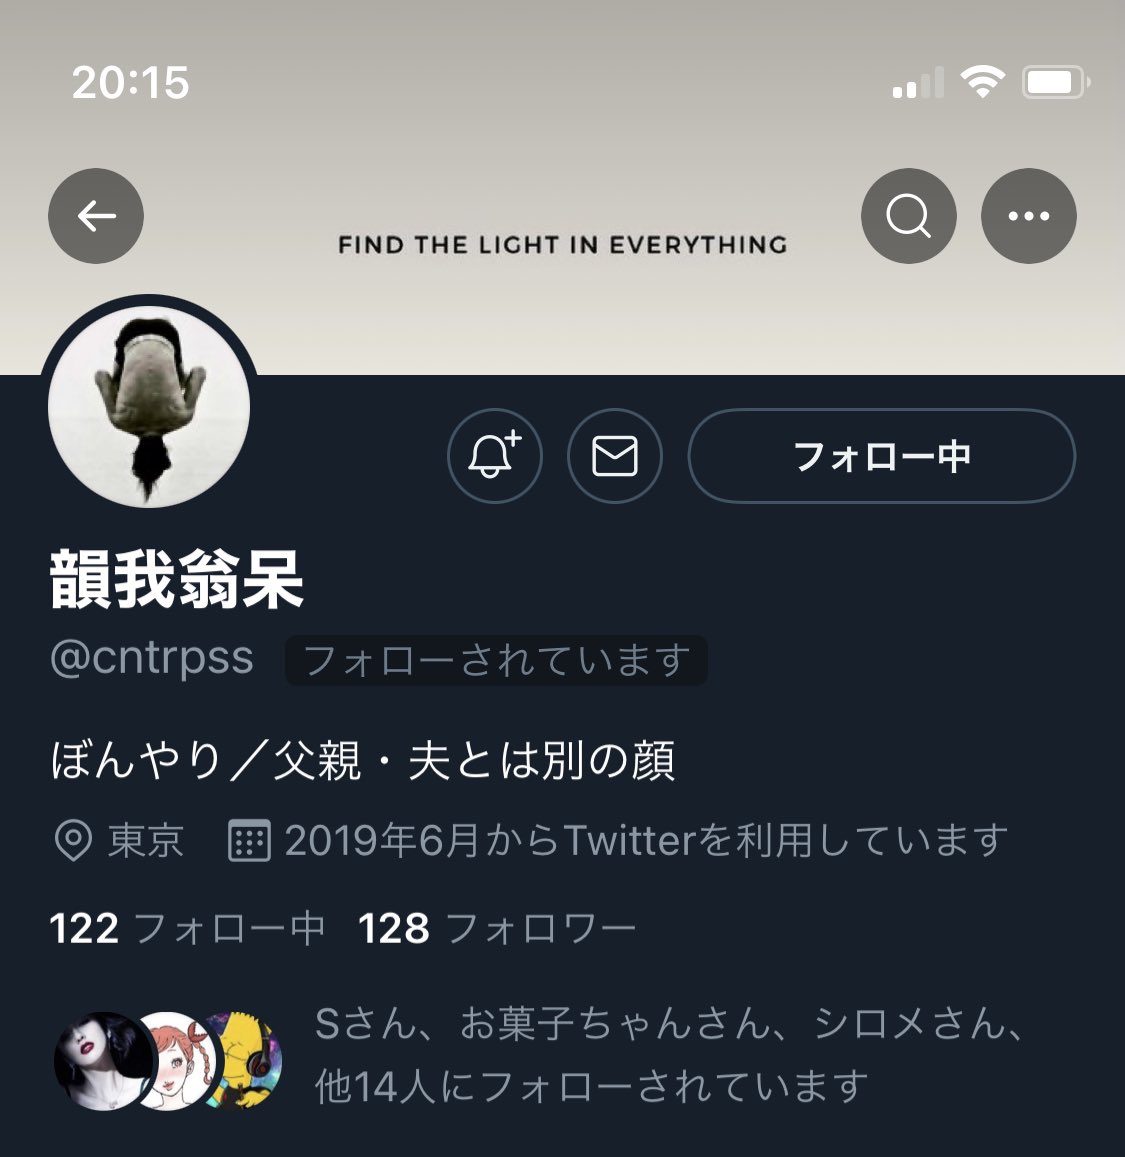 20:15
FIND THE LIGHT IN EVERYTHING
フォロー中
韻我翁呆
@cntrpss フォローされています
ぼんやり／父親・夫とは別の顔
東京 2019年6月からTwitterを利用しています
122 フォロー中 128 フォロワー
Sさん、お菓子ちゃんさん、シロメさん、
他14人にフォローされています